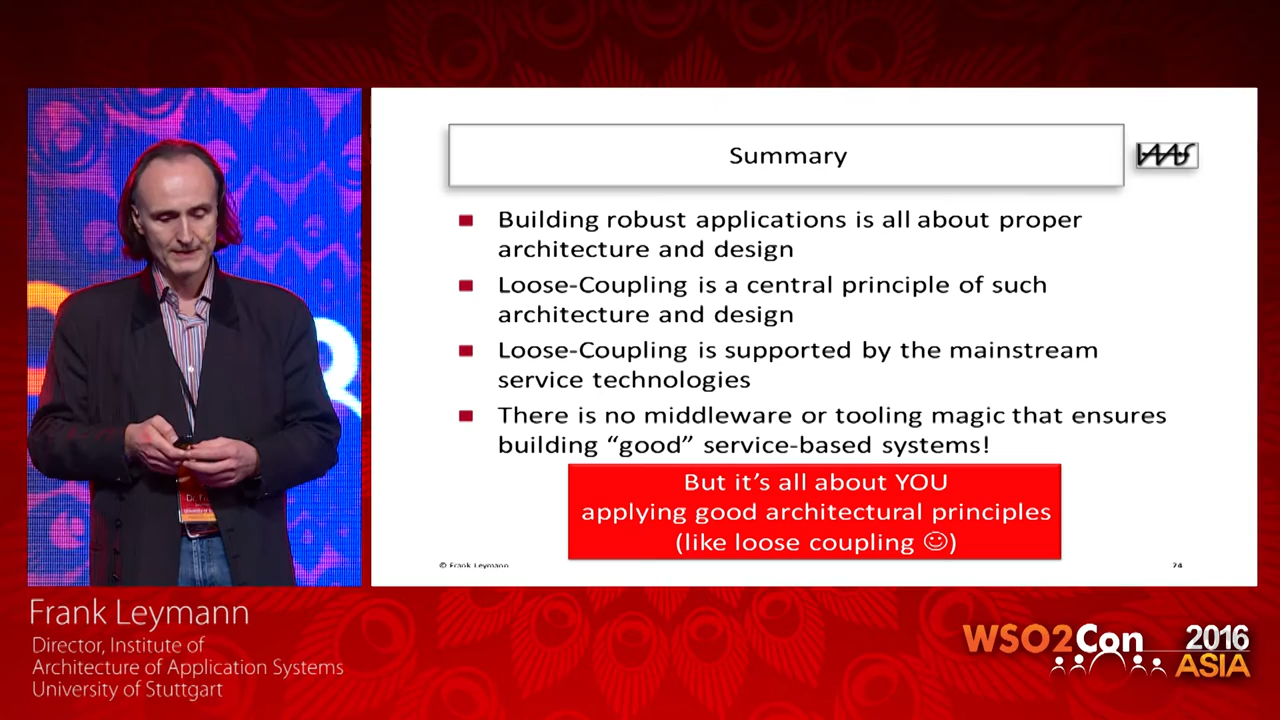 Summary
IAAS
Building robust applications is all about proper
architecture and design
Loose-Coupling is a central principle of such
architecture and design
Loose-Coupling is supported by the mainstream
service technologies
There is no middleware or tooling magic that ensures
building “good” service-based systems!
But it’s all about YOU
applying good architectural principles
(like loose coupling ☺)
© Frank Leymann
74
Frank Leymann
Director, Institute of
Architecture of Application Systems
University of Stuttgart
WSO2Con 2016
ASIA